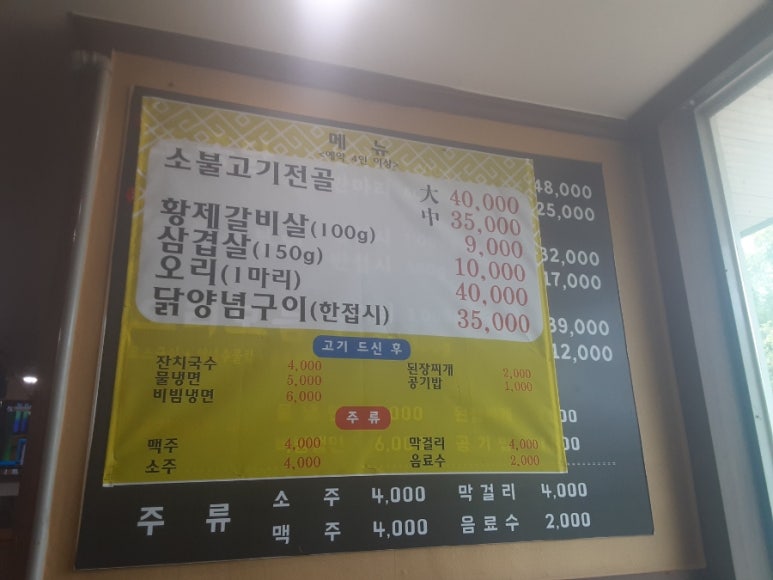 메 뉴
<예약 4인 이상>
소불고기전골 大 40,000
中 35,000
황제갈비살(100g) 9,000
삼겹살(150g) 10,000
오리(1마리) 40,000
닭양념구이(한접시) 35,000
고기 드신 후
잔치국수 4,000 된장찌개 2,000
물냉면 5,000 공기밥 1,000
비빔냉면 6,000
주 류
맥주 4,000 막걸리 4,000
소주 4,000 음료수 2,000
48,000
25,000
32,000
17,000
39,000
12,000
주 류
소 주 4,000 막걸리 4,000
맥 주 4,000 음료수 2,000